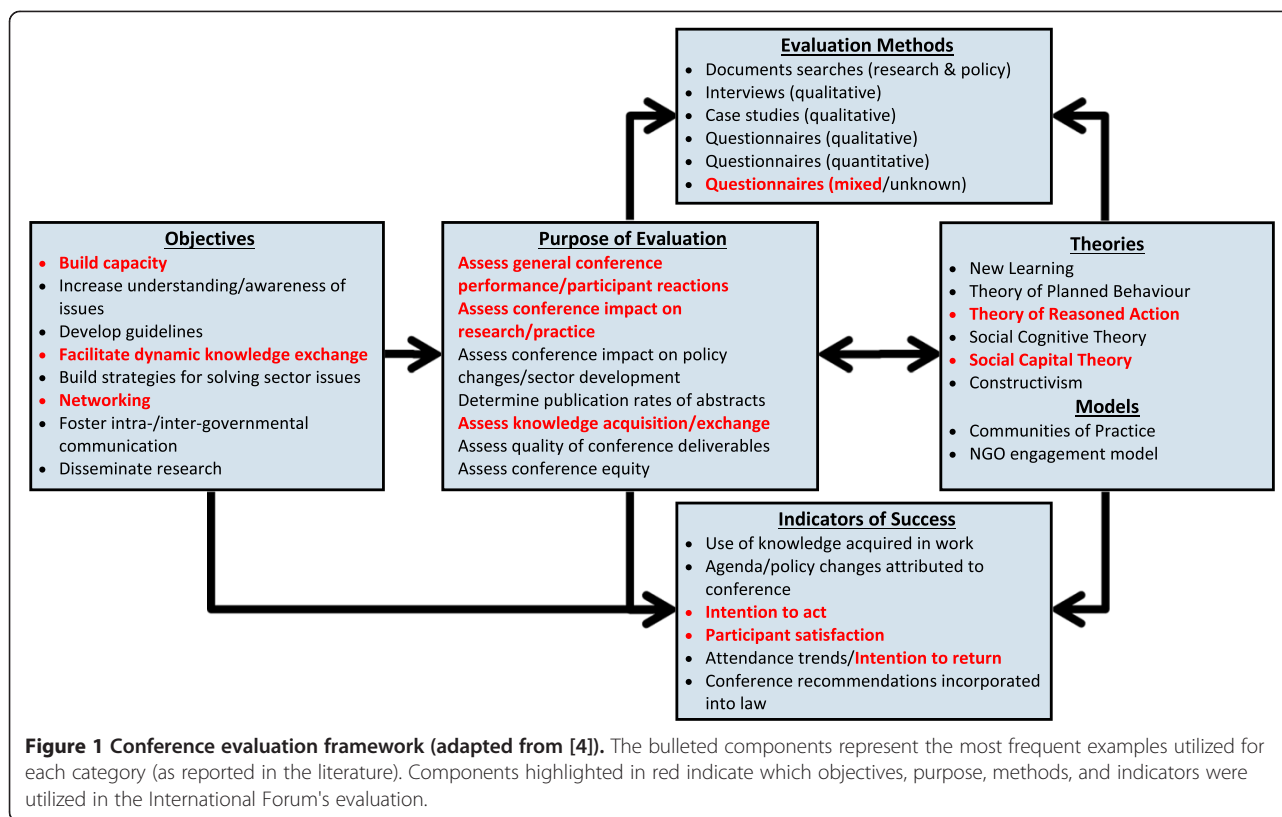 Evaluation Methods
• Documents searches (research & policy)
• Interviews (qualitative)
• Case studies (qualitative)
• Questionnaires (qualitative)
• Questionnaires (quantitative)
• Questionnaires (mixed/unknown)
Objectives
• Build capacity
• Increase understanding/awareness of
issues
• Develop guidelines
• Facilitate dynamic knowledge exchange
• Build strategies for solving sector issues
• Networking
• Foster intra-/inter-governmental
communication
• Disseminate research
Purpose of Evaluation
Assess general conference
performance/participant reactions
Assess conference impact on
research/practice
Assess conference impact on policy
changes/sector development
Determine publication rates of abstracts
Assess knowledge acquisition/exchange
Assess quality of conference deliverables
Assess conference equity
Theories
• New Learning
• Theory of Planned Behaviour
• Theory of Reasoned Action
• Social Cognitive Theory
• Social Capital Theory
• Constructivism
Models
• Communities of Practice
• NGO engagement model
Indicators of Success
• Use of knowledge acquired in work
• Agenda/policy changes attributed to
conference
• Intention to act
• Participant satisfaction
• Attendance trends/Intention to return
• Conference recommendations incorporated
into law
Figure 1 Conference evaluation framework (adapted from [4]). The bulleted components represent the most frequent examples utilized for
each category (as reported in the literature). Components highlighted in red indicate which objectives, purpose, methods, and indicators were
utilized in the International Forum's evaluation.